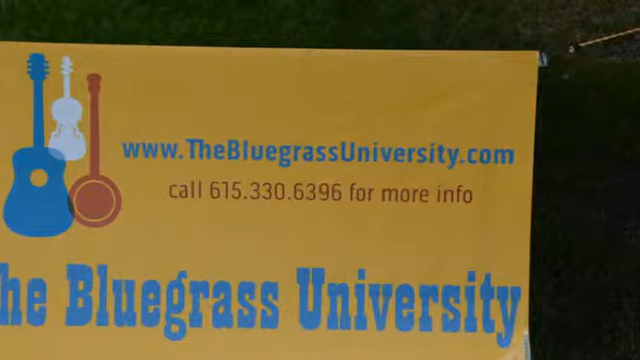 www.TheBluegrassUniversity.com
call 615.330.6396 for more info
he Bluegrass University